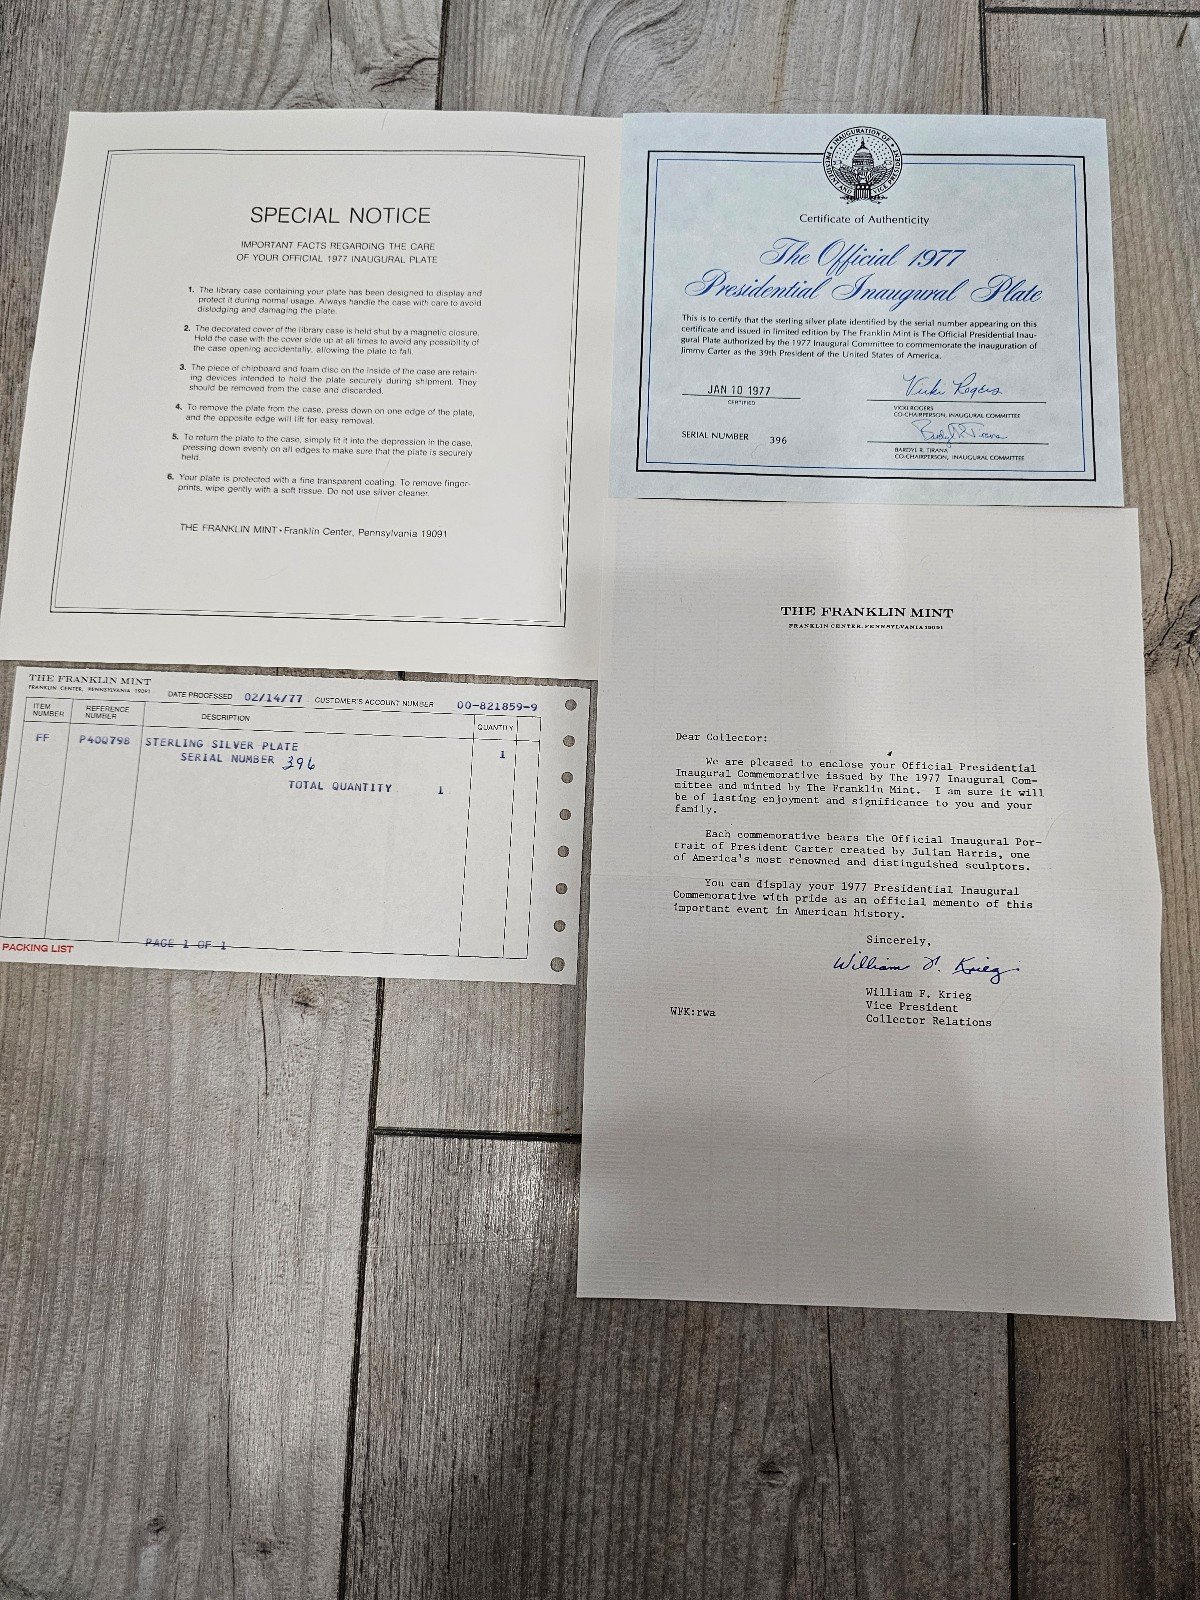 SPECIAL NOTICE
IMPORTANT FACTS REGARDING THE CARE
OF YOUR OFFICIAL 1977 INAUGURAL PLATE
1. The library case containing your plate has been designed to display and
protect it during normal usage. Always handle the case with care to avoid
dislodging and damaging the plate.
2. The decorated cover of the library case is held shut by a magnetic closure.
Hold the case with the cover side up at all times to avoid any possibility of
the case opening accidentally, allowing the plate to fall.
3. The piece of chipboard and foam disc on the inside of the case are retain-
ing devices intended to hold the plate securely during shipment. They
should be removed from the case and discarded.
4. To remove the plate from the case, press down on one edge of the plate,
and the opposite edge will lift for easy removal.
5. To return the plate to the case, simply fit it into the depression in the case,
pressing down evenly on all edges to make sure that the plate is securely
held.
6. Your plate is protected with a fine transparent coating. To remove finger-
prints, wipe gently with a soft tissue. Do not use silver cleaner.
THE FRANKLIN MINT • Franklin Center, Pennsylvania 19091
INAUGURATION OF PRESIDENT AND VICE PRESIDENT
Certificate of Authenticity
The Official 1977
Presidential Inaugural Plate
This is to certify that the sterling silver plate identified by the serial number appearing on this
certificate and issued in limited edition by The Franklin Mint is The Official Presidential Inau-
gural Plate authorized by the 1977 Inaugural Committee to commemorate the inauguration of
Jimmy Carter as the 39th President of the United States of America.
JAN 10 1977
CERTIFIED
Vicki Rogers
VICKI ROGERS
CO-CHAIRPERSON, INAUGURAL COMMITTEE
SERIAL NUMBER 396
Bardyl R. Tirana
BARDYL R. TIRANA
CO-CHAIRPERSON, INAUGURAL COMMITTEE
THE FRANKLIN MINT
FRANKLIN CENTER, PENNSYLVANIA 19091
DATE PROCESSED 02/14/77 CUSTOMER'S ACCOUNT NUMBER 00-821859-9
ITEM NUMBER
REFERENCE NUMBER
DESCRIPTION
QUANTITY
FF P400798 STERLING SILVER PLATE 1
SERIAL NUMBER 396
TOTAL QUANTITY 1
PACKING LIST
PAGE 1 OF 1
THE FRANKLIN MINT
FRANKLIN CENTER, PENNSYLVANIA 19091
Dear Collector:
We are pleased to enclose your Official Presidential
Inaugural Commemorative issued by The 1977 Inaugural Com-
mittee and minted by The Franklin Mint. I am sure it will
be of lasting enjoyment and significance to you and your
family.
Each commemorative bears the Official Inaugural Por-
trait of President Carter created by Julian Harris, one
of America's most renowned and distinguished sculptors.
You can display your 1977 Presidential Inaugural
Commemorative with pride as an official memento of this
important event in American history.
Sincerely,
William F. Krieg
William F. Krieg
Vice President
Collector Relations
WFK:rwa